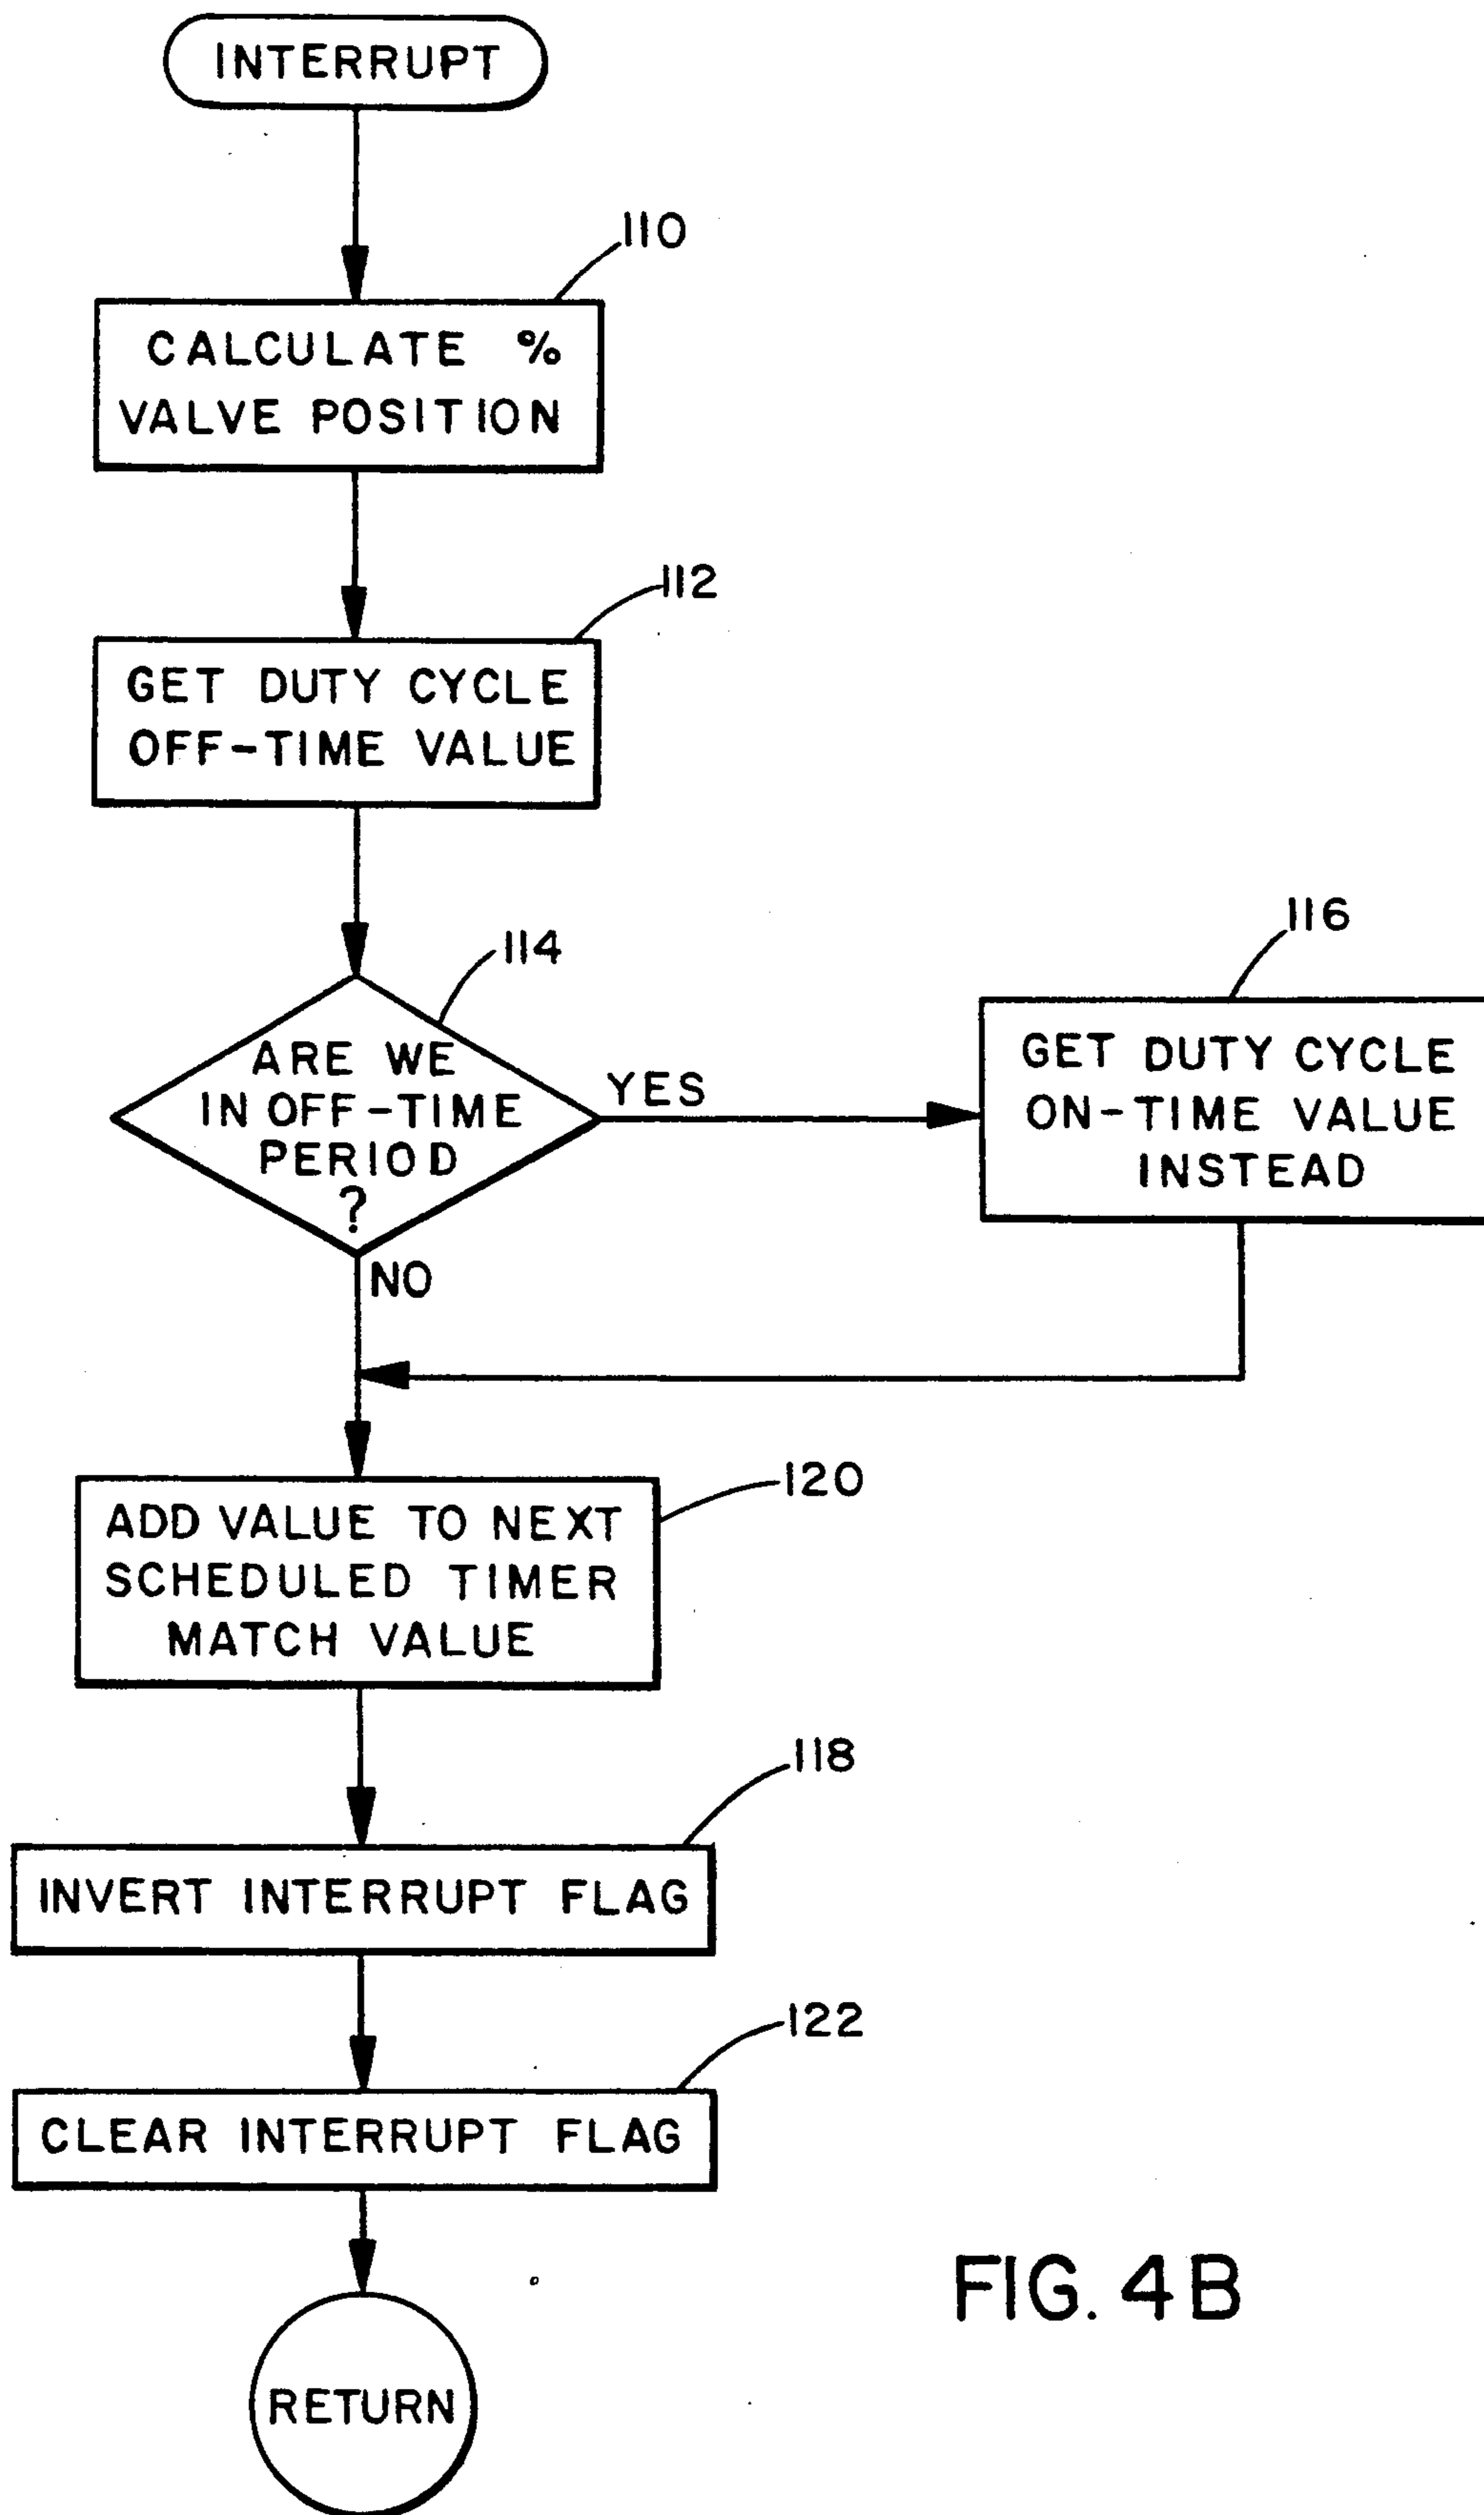 INTERRUPT
110
CALCULATE %
VALVE POSITION
112
GET DUTY CYCLE
OFF-TIME VALUE
114
ARE WE
IN OFF-TIME
PERIOD
?
YES
116
GET DUTY CYCLE
ON-TIME VALUE
INSTEAD
NO
120
ADD VALUE TO NEXT
SCHEDULED TIMER
MATCH VALUE
118
INVERT INTERRUPT FLAG
122
CLEAR INTERRUPT FLAG
RETURN
FIG. 4B